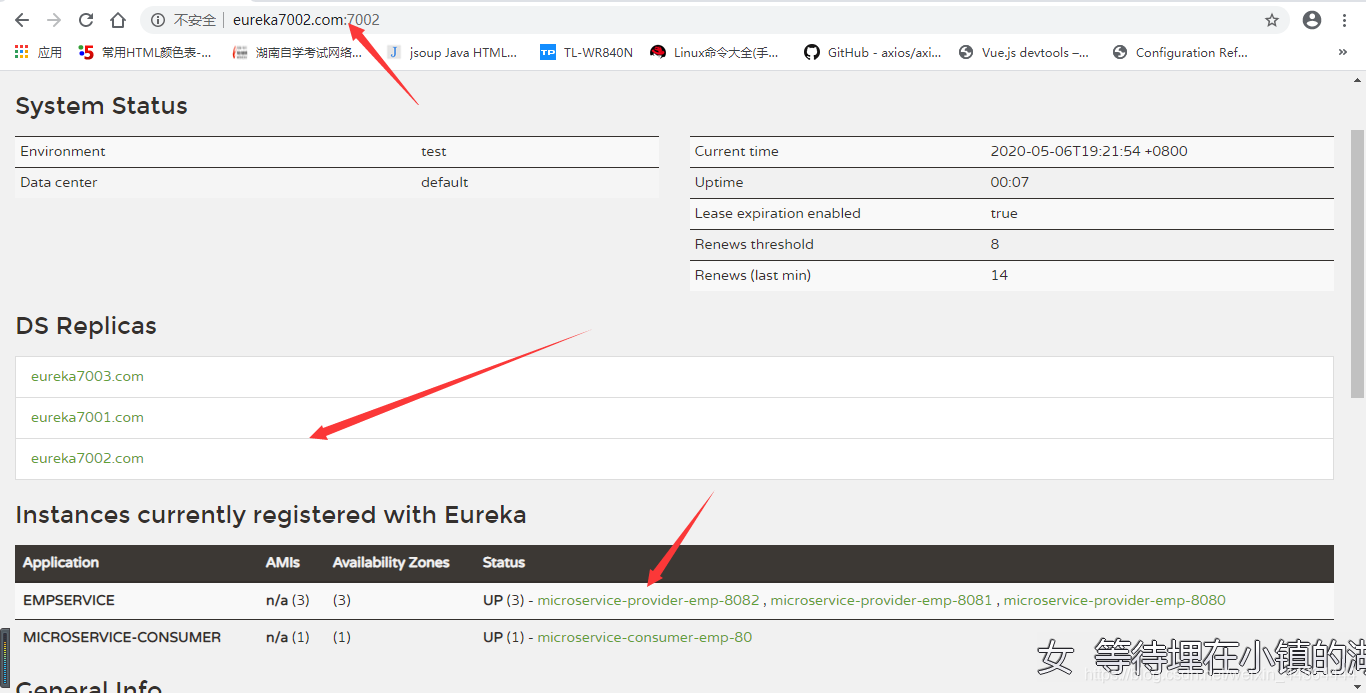 不安全 eureka7002.com:7002
应用 5 常用HTML颜色表-... 湖南自学考试网络... J jsoup Java HTML... TP TL-WR840N Linux命令大全(手... GitHub - axios/axi... Vue.js devtools –... Configuration Ref... »
System Status
Environment test
Data center default
Current time 2020-05-06T19:21:54 +0800
Uptime 00:07
Lease expiration enabled true
Renews threshold 8
Renews (last min) 14
DS Replicas
eureka7003.com
eureka7001.com
eureka7002.com
Instances currently registered with Eureka
Application AMIs Availability Zones Status
EMPSERVICE n/a (3) (3) UP (3) - microservice-provider-emp-8082 , microservice-provider-emp-8081 , microservice-provider-emp-8080
MICROSERVICE-CONSUMER n/a (1) (1) UP (1) - microservice-consumer-emp-80
女 等待埋在小镇的湖
General Info